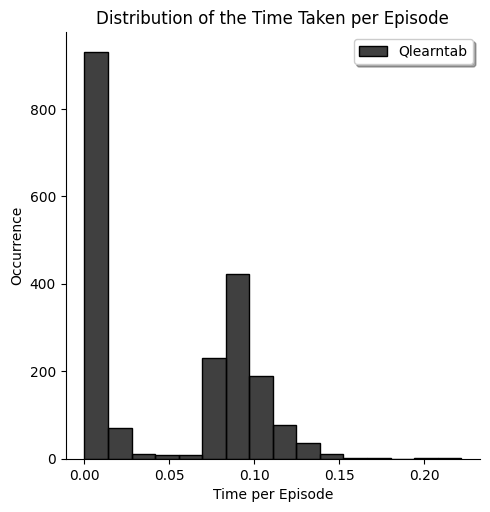 Distribution of the Time Taken per Episode
Qlearntab
800
600
400
200
0
Occurrence
0.00 0.05 0.10 0.15 0.20
Time per Episode